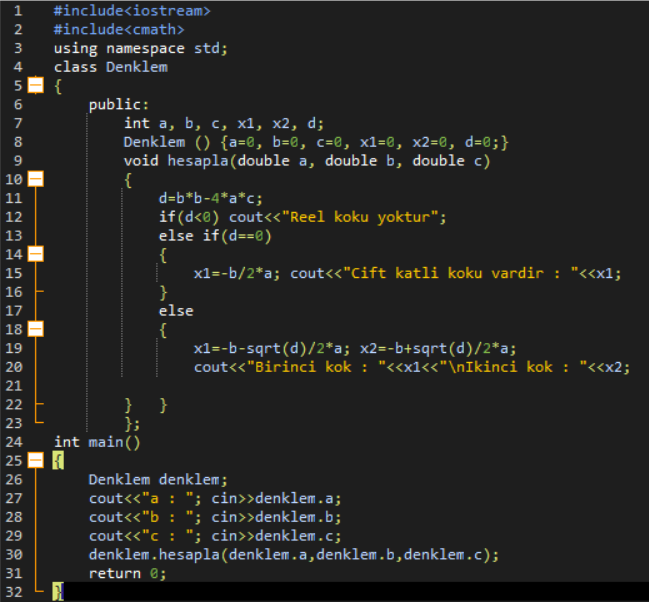 1 #include<iostream>
2 #include<cmath>
3 using namespace std;
4 class Denklem
5 {
6 public:
7 int a, b, c, x1, x2, d;
8 Denklem () {a=0, b=0, c=0, x1=0, x2=0, d=0;}
9 void hesapla(double a, double b, double c)
10 {
11 d=b*b-4*a*c;
12 if(d<0) cout<<"Reel koku yoktur";
13 else if(d==0)
14 {
15 x1=-b/2*a; cout<<"Cift katli koku vardir : "<<x1;
16 }
17 else
18 {
19 x1=-b-sqrt(d)/2*a; x2=-b+sqrt(d)/2*a;
20 cout<<"Birinci kok : "<<x1<<"\nIkinci kok : "<<x2;
21
22 } }
23 };
24 int main()
25 {
26 Denklem denklem;
27 cout<<"a : "; cin>>denklem.a;
28 cout<<"b : "; cin>>denklem.b;
29 cout<<"c : "; cin>>denklem.c;
30 denklem.hesapla(denklem.a,denklem.b,denklem.c);
31 return 0;
32 }